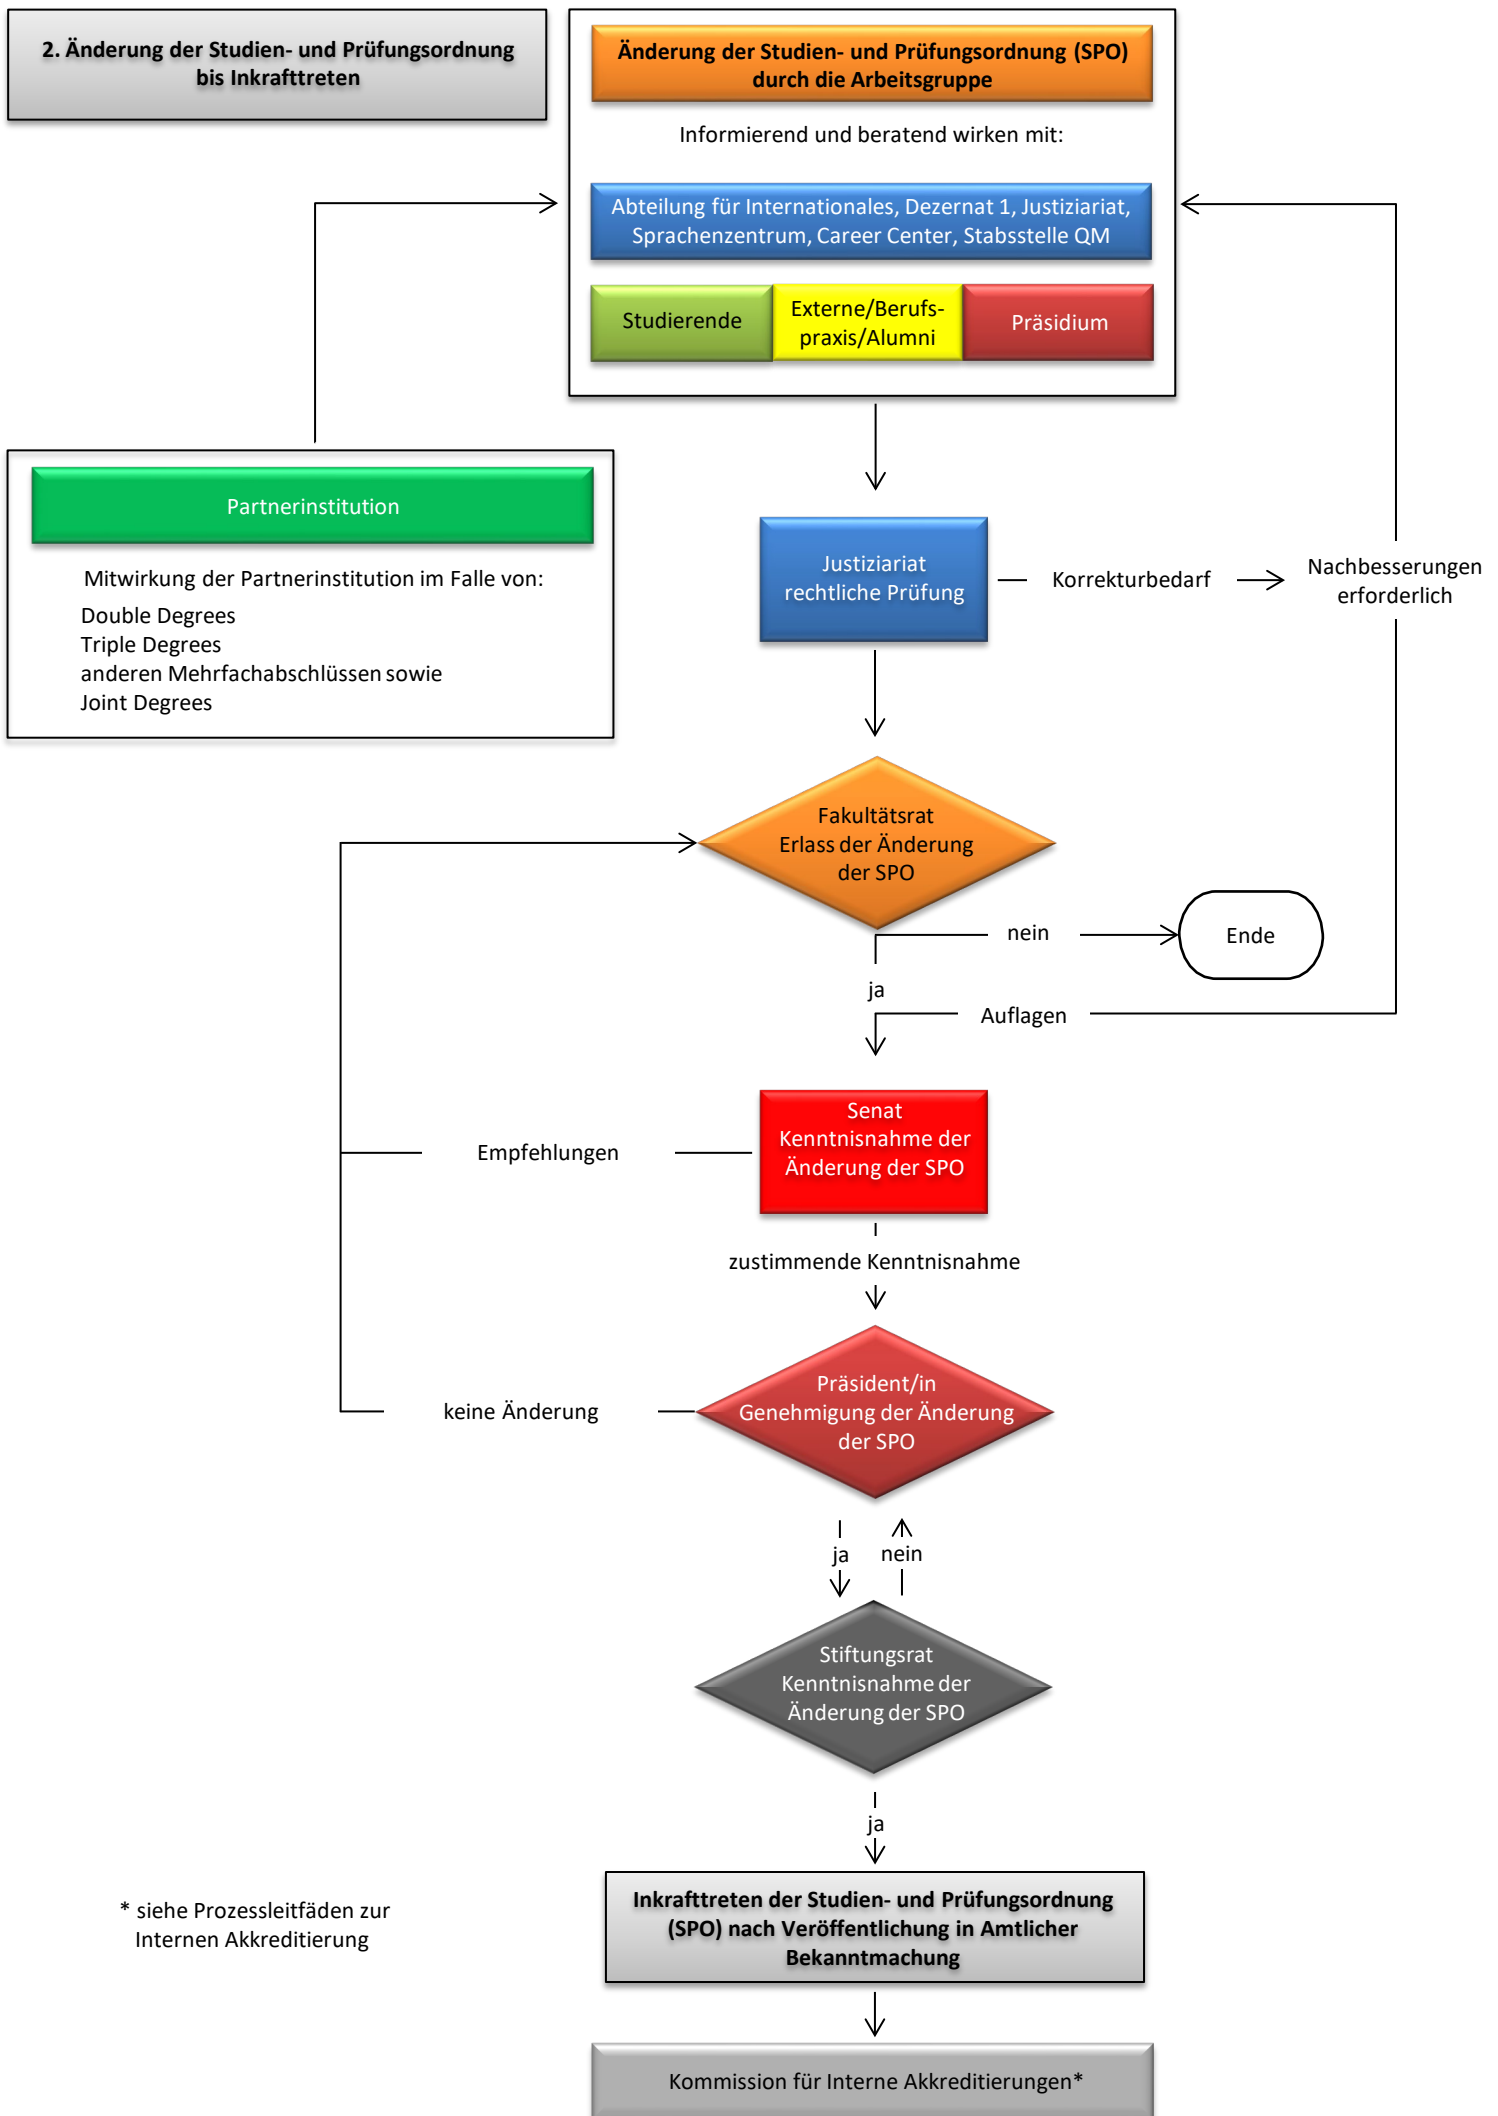 2. Änderung der Studien- und Prüfungsordnung
bis Inkrafttreten
Änderung der Studien- und Prüfungsordnung (SPO)
durch die Arbeitsgruppe
Informierend und beratend wirken mit:
Abteilung für Internationales, Dezernat 1, Justiziariat,
Sprachenzentrum, Career Center, Stabsstelle QM
Studierende
Externe/Berufs-
praxis/Alumni
Präsidium
Partnerinstitution
Mitwirkung der Partnerinstitution im Falle von:
Double Degrees
Triple Degrees
anderen Mehrfachabschlüssen sowie
Joint Degrees
Justiziariat
rechtliche Prüfung
Korrekturbedarf
Nachbesserungen
erforderlich
Fakultätsrat
Erlass der Änderung
der SPO
nein
Ende
ja
Auflagen
Senat
Kenntnisnahme der
Änderung der SPO
Empfehlungen
zustimmende Kenntnisnahme
Präsident/in
Genehmigung der Änderung
der SPO
keine Änderung
ja
nein
Stiftungsrat
Kenntnisnahme der
Änderung der SPO
ja
Inkrafttreten der Studien- und Prüfungsordnung
(SPO) nach Veröffentlichung in Amtlicher
Bekanntmachung
* siehe Prozessleitfäden zur
Internen Akkreditierung
Kommission für Interne Akkreditierungen*